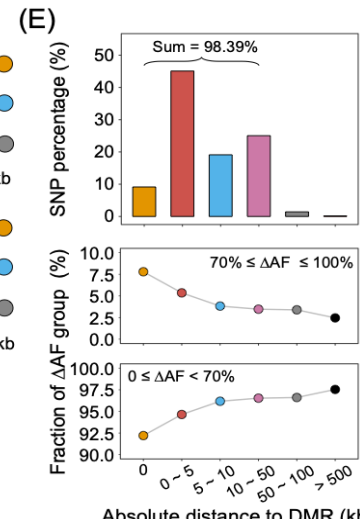 (E)
Sum = 98.39%
SNP percentage (%)
50
40
30
20
10
0
kb
kb
Fraction of ΔAF group (%)
70% ≤ ΔAF ≤ 100%
10.0
7.5
5.0
2.5
0.0
0 ≤ ΔAF < 70%
100.0
97.5
95.0
92.5
90.0
0
0 ~ 5
5 ~ 10
10 ~ 50
50 ~ 100
> 500
Absolute distance to DMR (kb